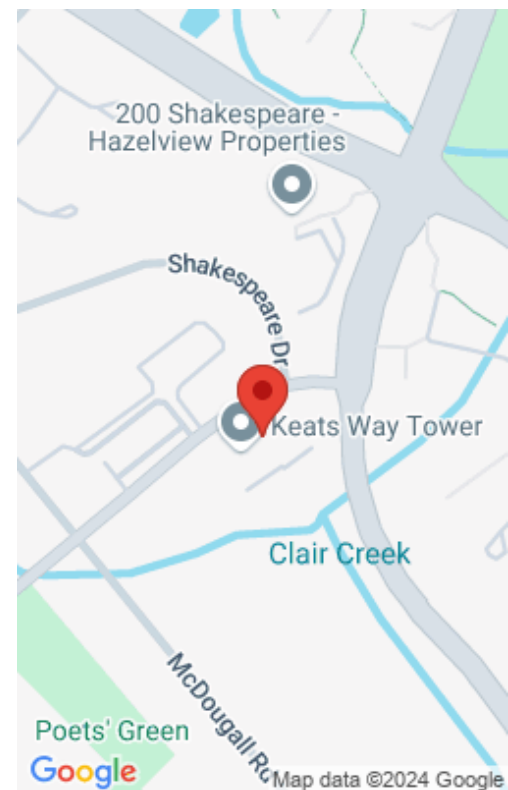 200 Shakespeare -
Hazelview Properties
Shakespeare Dr
Keats Way Tower
Clair Creek
McDougall Rd
Poets' Green
Google
Map data ©2024 Google